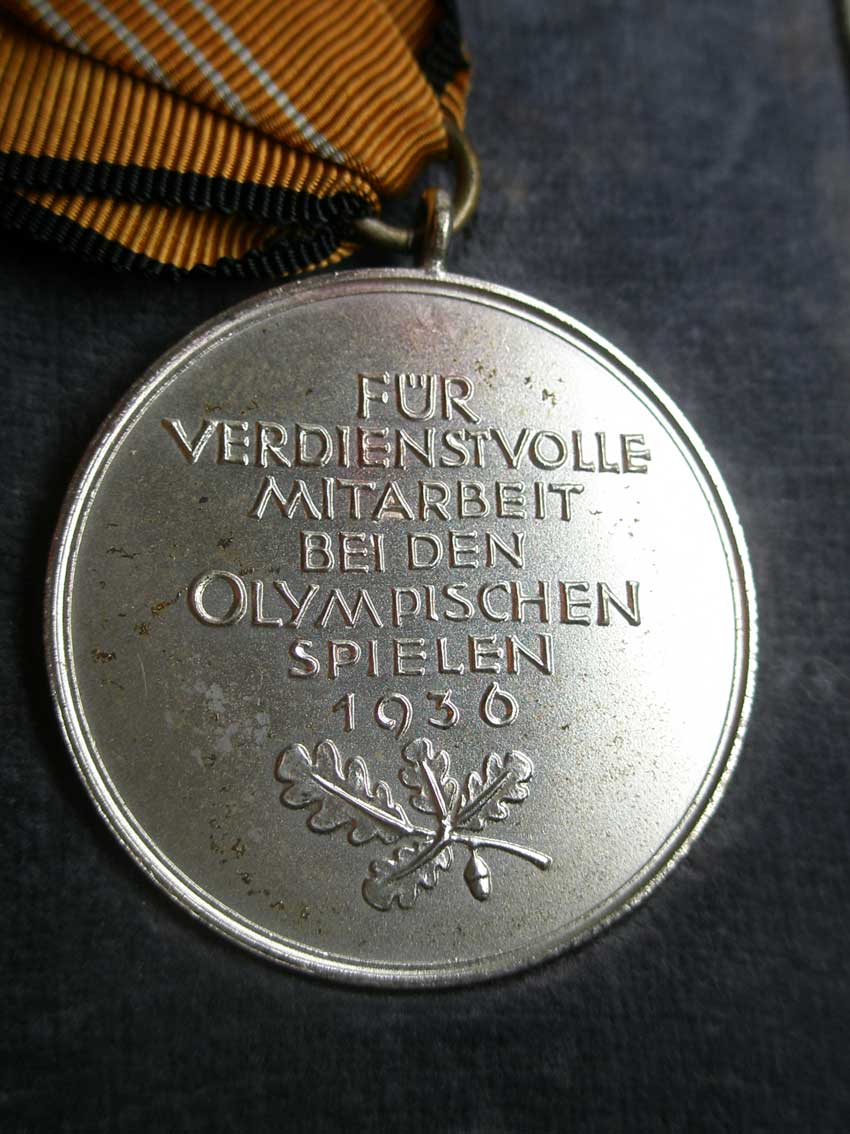 FÜR
VERDIENSTVOLLE
MITARBEIT
BEI DEN
OLYMPISCHEN
SPIELEN
1936